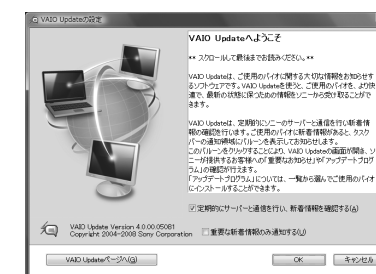 VAIO Updateの設定
VAIO Updateへようこそ
** スクロールして最後までお読みください。**
VAIO Updateは、ご使用のバイオに関する大切な情報をお知らせす
るソフトウェアです。VAIO Updateを使うと、ご使用のバイオを、より快
適で、最新の状態に保つための情報をソニーから受け取ることがで
きます。
VAIO Updateは、定期的にソニーのサーバーと通信を行い新着情
報の確認を行います。ご使用のバイオに新着情報があると、タスク
バーの通知領域にバルーンを表示してお知らせします。
このバルーンをクリックすることにより、VAIO Updateの画面が開き、ソ
ニーが提供するお客様への「重要なお知らせ」や「アップデートプログ
ラム」の確認が行えます。
「アップデートプログラム」については、一覧から選んでご使用のバイオ
にインストールすることができます。
定期的にサーバーと通信を行い、新着情報を確認する(A)
重要な新着情報のみ通知する(U)
VAIO Update Version 4.0.00.05081
Copyright 2004-2008 Sony Corporation
VAIO Updateページへ(G)
OK
キャンセル